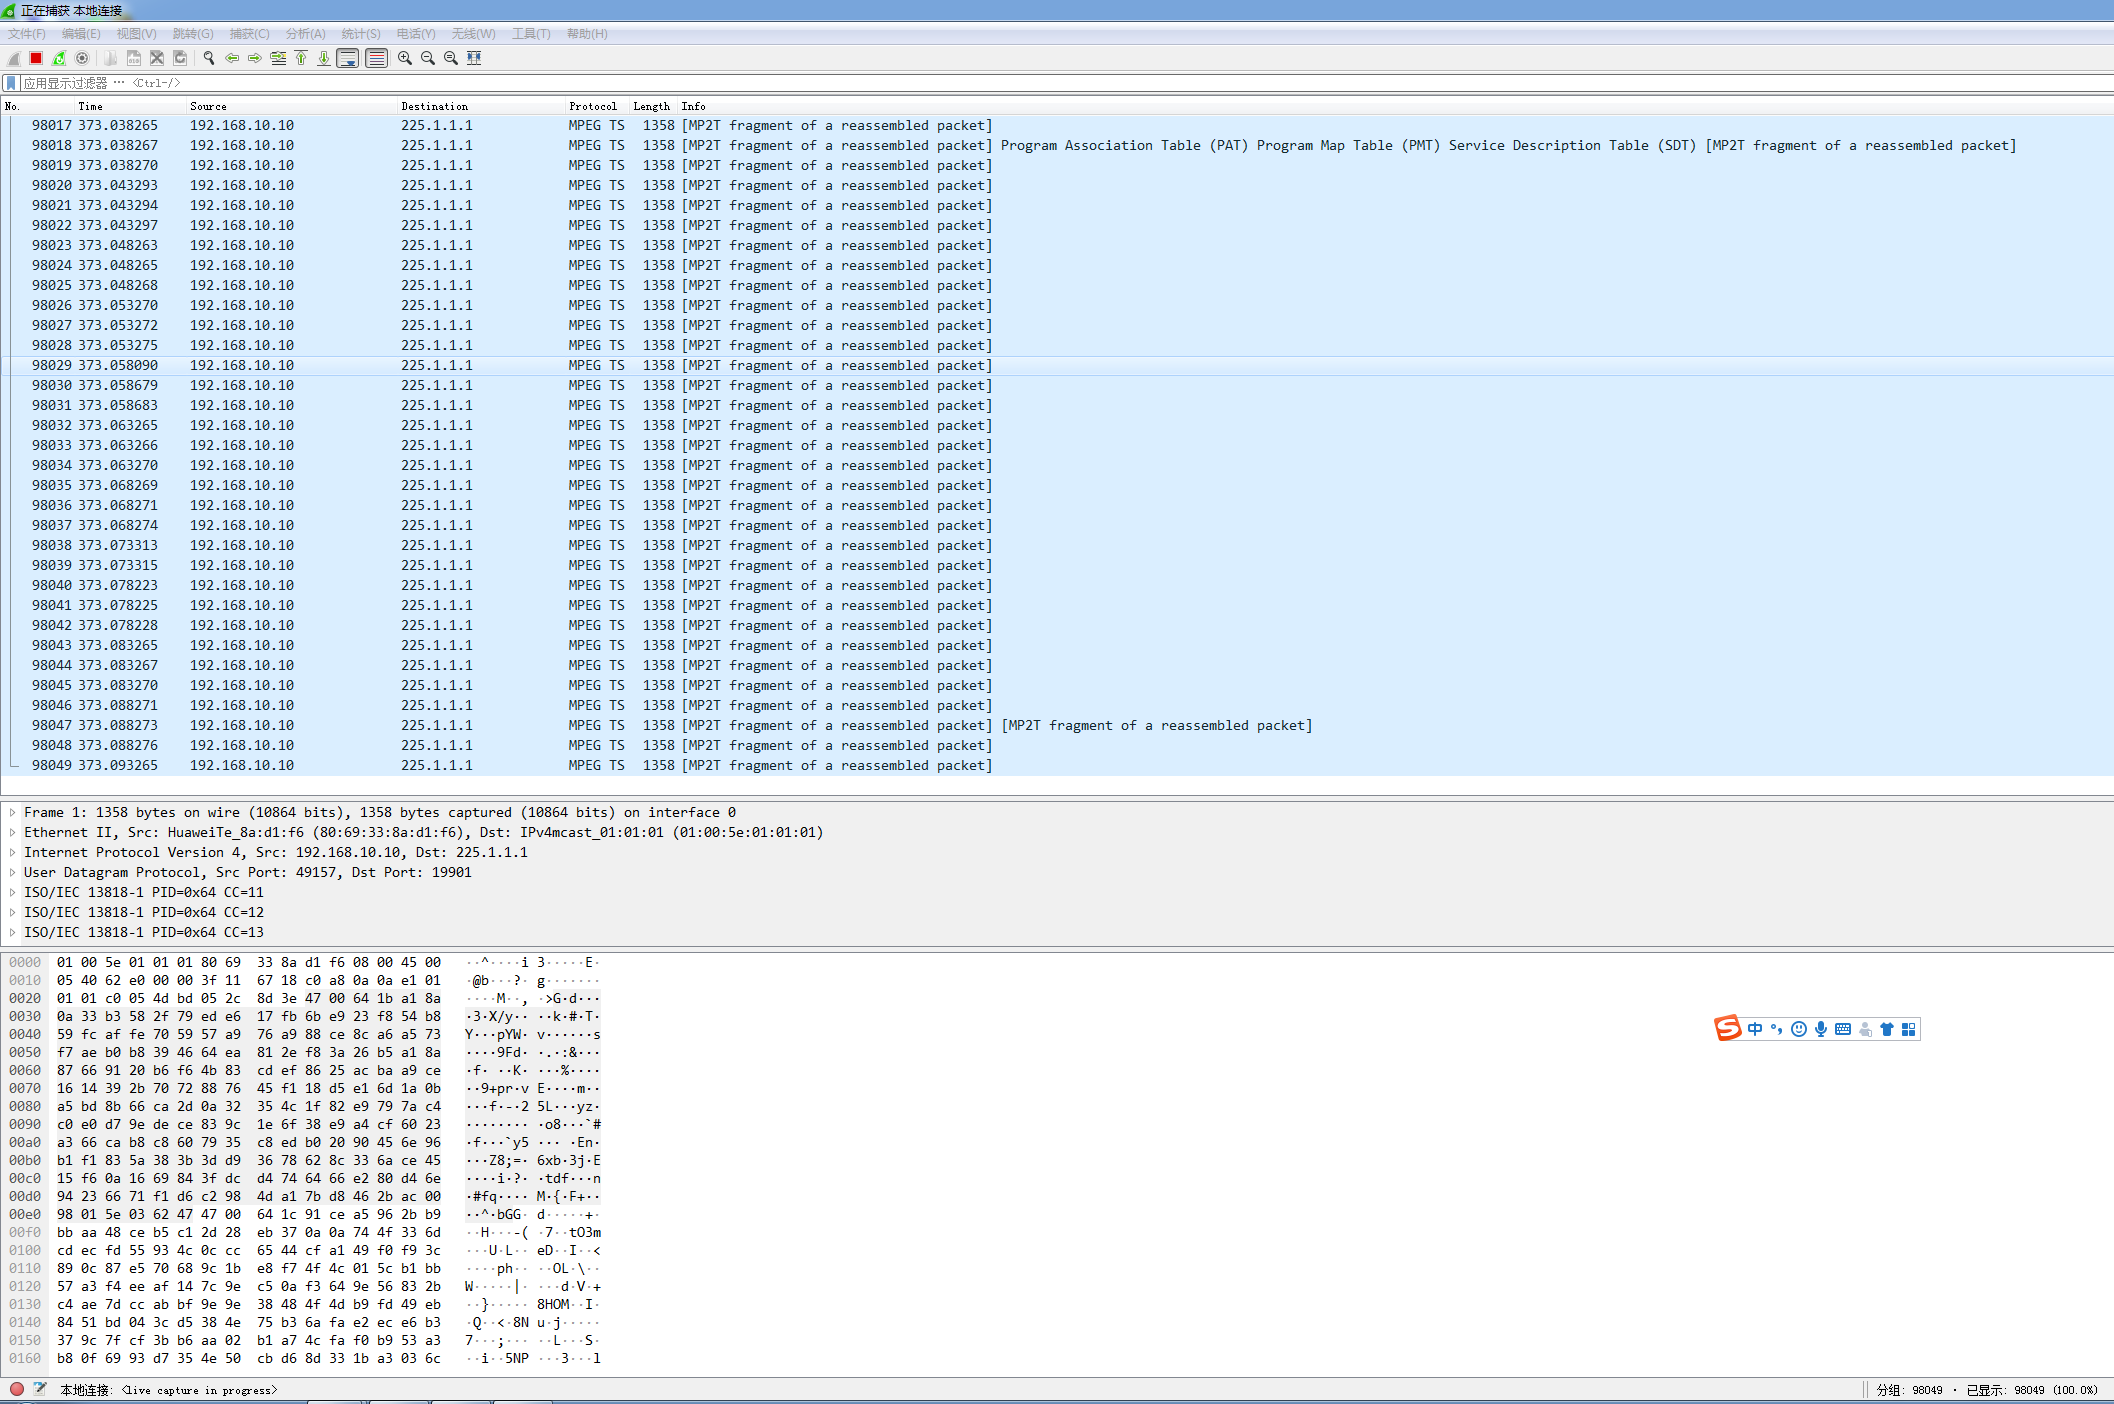 正在捕获 本地连接
文件(F) 编辑(E) 视图(V) 跳转(G) 捕获(C) 分析(A) 统计(S) 电话(Y) 无线(W) 工具(T) 帮助(H)
应用显示过滤器 … <Ctrl-/>
No. Time Source Destination Protocol Length Info
98017 373.038265 192.168.10.10 225.1.1.1 MPEG TS 1358 [MP2T fragment of a reassembled packet]
98018 373.038267 192.168.10.10 225.1.1.1 MPEG TS 1358 [MP2T fragment of a reassembled packet] Program Association Table (PAT) Program Map Table (PMT) Service Description Table (SDT) [MP2T fragment of a reassembled packet]
98019 373.038270 192.168.10.10 225.1.1.1 MPEG TS 1358 [MP2T fragment of a reassembled packet]
98020 373.043293 192.168.10.10 225.1.1.1 MPEG TS 1358 [MP2T fragment of a reassembled packet]
98021 373.043294 192.168.10.10 225.1.1.1 MPEG TS 1358 [MP2T fragment of a reassembled packet]
98022 373.043297 192.168.10.10 225.1.1.1 MPEG TS 1358 [MP2T fragment of a reassembled packet]
98023 373.048263 192.168.10.10 225.1.1.1 MPEG TS 1358 [MP2T fragment of a reassembled packet]
98024 373.048265 192.168.10.10 225.1.1.1 MPEG TS 1358 [MP2T fragment of a reassembled packet]
98025 373.048268 192.168.10.10 225.1.1.1 MPEG TS 1358 [MP2T fragment of a reassembled packet]
98026 373.053270 192.168.10.10 225.1.1.1 MPEG TS 1358 [MP2T fragment of a reassembled packet]
98027 373.053272 192.168.10.10 225.1.1.1 MPEG TS 1358 [MP2T fragment of a reassembled packet]
98028 373.053275 192.168.10.10 225.1.1.1 MPEG TS 1358 [MP2T fragment of a reassembled packet]
98029 373.058090 192.168.10.10 225.1.1.1 MPEG TS 1358 [MP2T fragment of a reassembled packet]
98030 373.058679 192.168.10.10 225.1.1.1 MPEG TS 1358 [MP2T fragment of a reassembled packet]
98031 373.058683 192.168.10.10 225.1.1.1 MPEG TS 1358 [MP2T fragment of a reassembled packet]
98032 373.063265 192.168.10.10 225.1.1.1 MPEG TS 1358 [MP2T fragment of a reassembled packet]
98033 373.063266 192.168.10.10 225.1.1.1 MPEG TS 1358 [MP2T fragment of a reassembled packet]
98034 373.063270 192.168.10.10 225.1.1.1 MPEG TS 1358 [MP2T fragment of a reassembled packet]
98035 373.068269 192.168.10.10 225.1.1.1 MPEG TS 1358 [MP2T fragment of a reassembled packet]
98036 373.068271 192.168.10.10 225.1.1.1 MPEG TS 1358 [MP2T fragment of a reassembled packet]
98037 373.068274 192.168.10.10 225.1.1.1 MPEG TS 1358 [MP2T fragment of a reassembled packet]
98038 373.073313 192.168.10.10 225.1.1.1 MPEG TS 1358 [MP2T fragment of a reassembled packet]
98039 373.073315 192.168.10.10 225.1.1.1 MPEG TS 1358 [MP2T fragment of a reassembled packet]
98040 373.078223 192.168.10.10 225.1.1.1 MPEG TS 1358 [MP2T fragment of a reassembled packet]
98041 373.078225 192.168.10.10 225.1.1.1 MPEG TS 1358 [MP2T fragment of a reassembled packet]
98042 373.078228 192.168.10.10 225.1.1.1 MPEG TS 1358 [MP2T fragment of a reassembled packet]
98043 373.083265 192.168.10.10 225.1.1.1 MPEG TS 1358 [MP2T fragment of a reassembled packet]
98044 373.083267 192.168.10.10 225.1.1.1 MPEG TS 1358 [MP2T fragment of a reassembled packet]
98045 373.083270 192.168.10.10 225.1.1.1 MPEG TS 1358 [MP2T fragment of a reassembled packet]
98046 373.088271 192.168.10.10 225.1.1.1 MPEG TS 1358 [MP2T fragment of a reassembled packet]
98047 373.088273 192.168.10.10 225.1.1.1 MPEG TS 1358 [MP2T fragment of a reassembled packet] [MP2T fragment of a reassembled packet]
98048 373.088276 192.168.10.10 225.1.1.1 MPEG TS 1358 [MP2T fragment of a reassembled packet]
98049 373.093265 192.168.10.10 225.1.1.1 MPEG TS 1358 [MP2T fragment of a reassembled packet]
Frame 1: 1358 bytes on wire (10864 bits), 1358 bytes captured (10864 bits) on interface 0
Ethernet II, Src: HuaweiTe_8a:d1:f6 (80:69:33:8a:d1:f6), Dst: IPv4mcast_01:01:01 (01:00:5e:01:01:01)
Internet Protocol Version 4, Src: 192.168.10.10, Dst: 225.1.1.1
User Datagram Protocol, Src Port: 49157, Dst Port: 19901
ISO/IEC 13818-1 PID=0x64 CC=11
ISO/IEC 13818-1 PID=0x64 CC=12
ISO/IEC 13818-1 PID=0x64 CC=13
0000 01 00 5e 01 01 01 80 69 33 8a d1 f6 08 00 45 00 ··^····i 3·····E·
0010 05 40 62 e0 00 00 3f 11 67 18 c0 a8 0a 0a e1 01 ·@b···?· g·······
0020 01 01 c0 05 4d bd 05 2c 8d 3e 47 00 64 1b a1 8a ····M··, ·>G·d···
0030 0a 33 b3 58 2f 79 ed e6 17 fb 6b e9 23 f8 54 b8 ·3·X/y·· ··k·#·T·
0040 59 fc af fe 70 59 57 a9 76 a9 88 ce 8c a6 a5 73 Y···pYW· v······s
0050 f7 ae b0 b8 39 46 64 ea 81 2e f8 3a 26 b5 a1 8a ····9Fd· ·.·:&···
0060 87 66 91 20 b6 f6 4b 83 cd ef 86 25 ac ba a9 ce ·f· ··K· ···%····
0070 16 14 39 2b 70 72 88 76 45 f1 18 d5 e1 6d 1a 0b ··9+pr·v E····m··
0080 a5 bd 8b 66 ca 2d 0a 32 35 4c 1f 82 e9 79 7a c4 ···f·-·2 5L···yz·
0090 c0 e0 d7 9e de ce 83 9c 1e 6f 38 e9 a4 cf 60 23 ········ ·o8···`#
00a0 a3 66 ca b8 c8 60 79 35 c8 ed b0 20 90 45 6e 96 ·f···`y5 ··· ·En·
00b0 b1 f1 83 5a 38 3b 3d d9 36 78 62 8c 33 6a ce 45 ···Z8;=· 6xb·3j·E
00c0 15 f6 0a 16 69 84 3f dc d4 74 64 66 e2 80 d4 6e ····i·?· ·tdf···n
00d0 94 23 66 71 f1 d6 c2 98 4d a1 7b d8 46 2b ac 00 ·#fq···· M·{·F+··
00e0 98 01 5e 03 62 47 47 00 64 1c 91 ce a5 96 2b b9 ··^·bGG· d·····+·
00f0 bb aa 48 ce b5 c1 2d 28 eb 37 0a 0a 74 4f 33 6d ··H···-( ·7··tO3m
0100 cd ec fd 55 93 4c 0c cc 65 44 cf a1 49 f0 f9 3c ···U·L·· eD··I··<
0110 89 0c 87 e5 70 68 9c 1b e8 f7 4f 4c 01 5c b1 bb ····ph·· ··OL·\··
0120 57 a3 f4 ee af 14 7c 9e c5 0a f3 64 9e 56 83 2b W·····|· ···d·V·+
0130 c4 ae 7d cc ab bf 9e 9e 38 48 4f 4d b9 fd 49 eb ··}····· 8HOM··I·
0140 84 51 bd 04 3c d5 38 4e 75 b3 6a fa e2 ec e6 b3 ·Q··<·8N u·j·····
0150 37 9c 7f cf 3b b6 aa 02 b1 a7 4c fa f0 b9 53 a3 7···;··· ··L···S·
0160 b8 0f 69 93 d7 35 4e 50 cb d6 8d 33 1b a3 03 6c ··i··5NP ···3···l
中
本地连接: <live capture in progress>
分组: 98049 · 已显示: 98049 (100.0%)